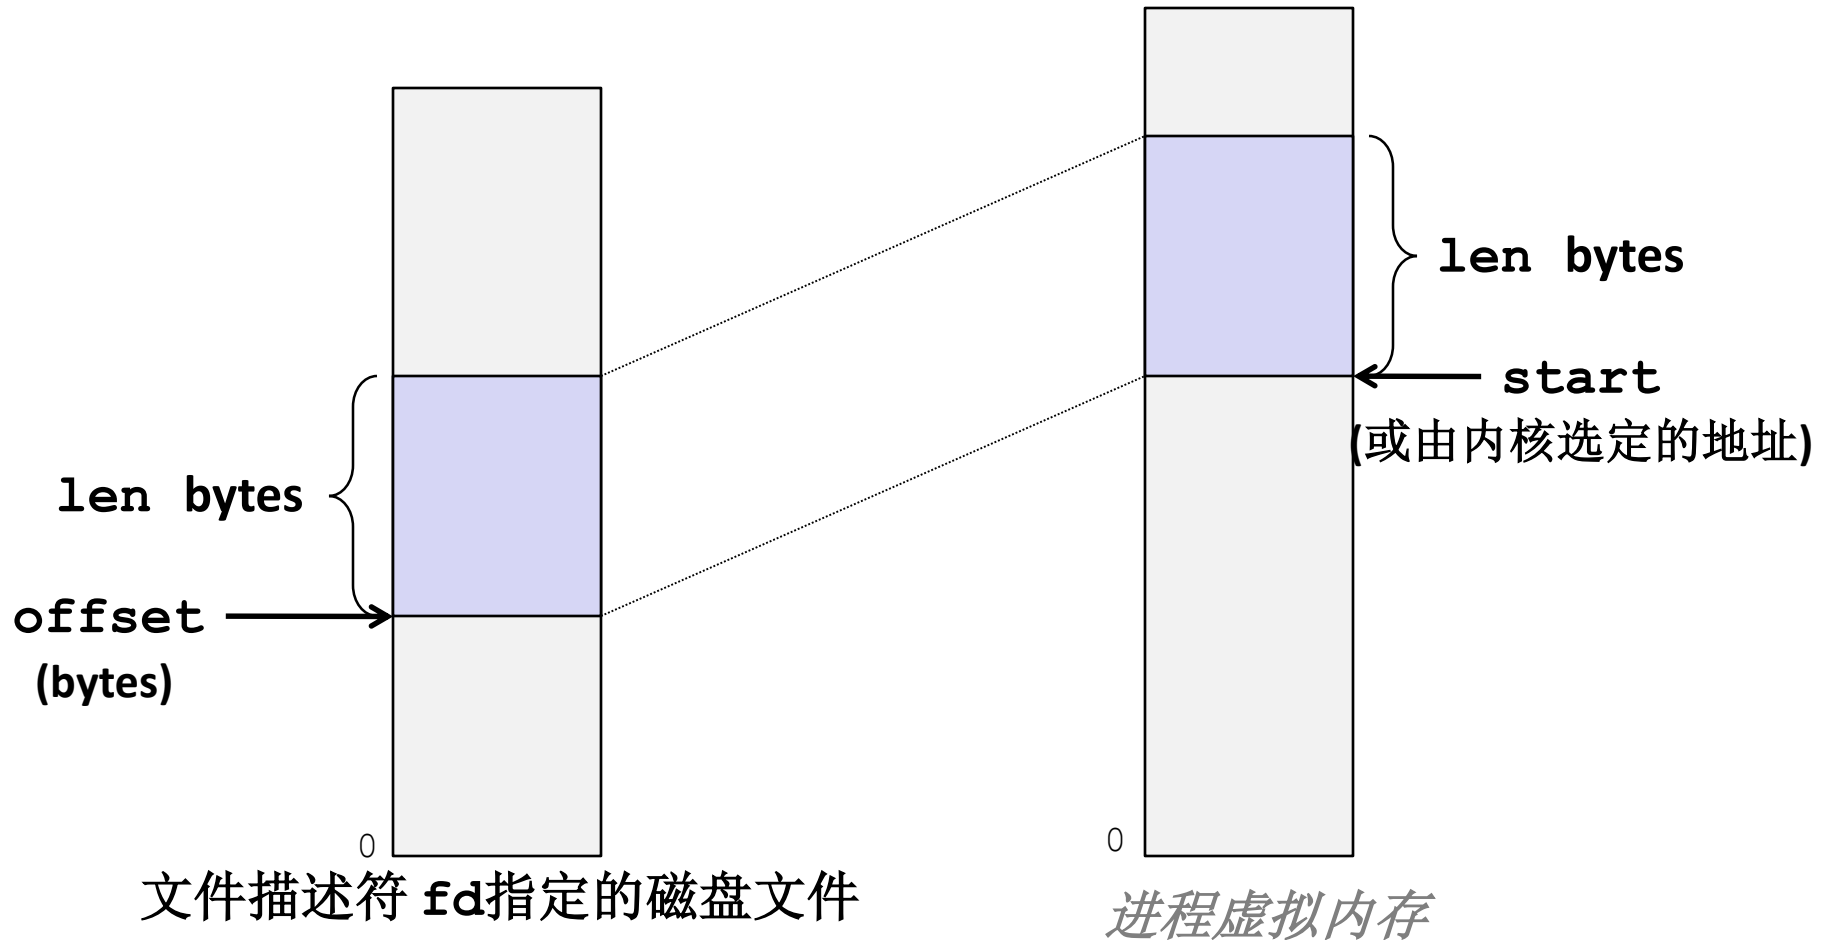 len bytes
start
(或由内核选定的地址)
len bytes
offset
(bytes)
0
0
文件描述符 fd指定的磁盘文件
进程虚拟内存